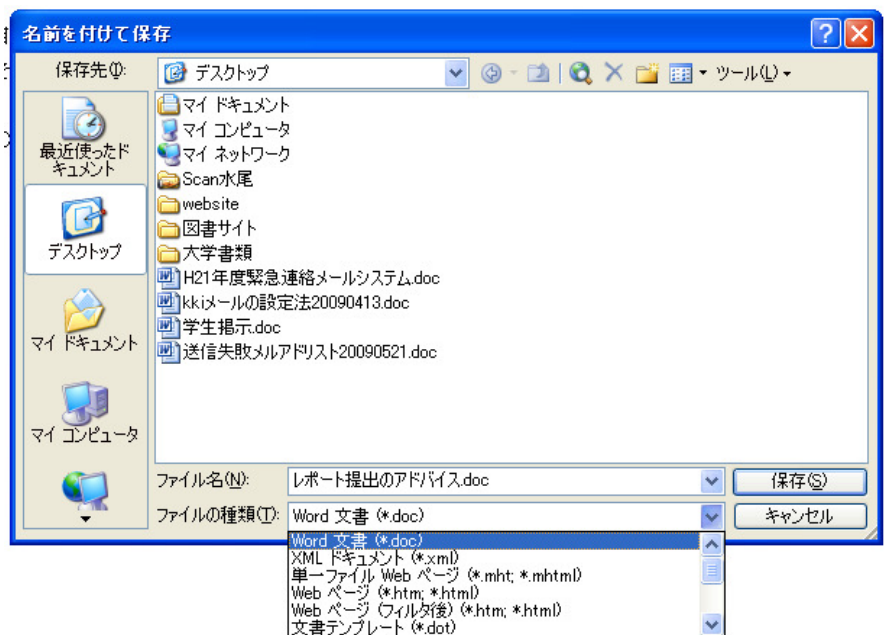 名前を付けて保存
保存先(I):
デスクトップ
ツール(L)
最近使ったド
キュメント
デスクトップ
マイ ドキュメント
マイ コンピュータ
マイ ドキュメント
マイ コンピュータ
マイ ネットワーク
Scan水尾
website
図書サイト
大学書類
H21年度緊急連絡メールシステム.doc
kkiメールの設定法20090413.doc
学生掲示.doc
送信失敗メルアドリスト20090521.doc
ファイル名(N):
レポート提出のアドバイス.doc
保存(S)
ファイルの種類(T):
Word 文書 (*.doc)
キャンセル
Word 文書 (*.doc)
XML ドキュメント (*.xml)
単一ファイル Web ページ (*.mht; *.mhtml)
Web ページ (*.htm; *.html)
Web ページ (フィルタ後) (*.htm; *.html)
文書テンプレート (*.dot)